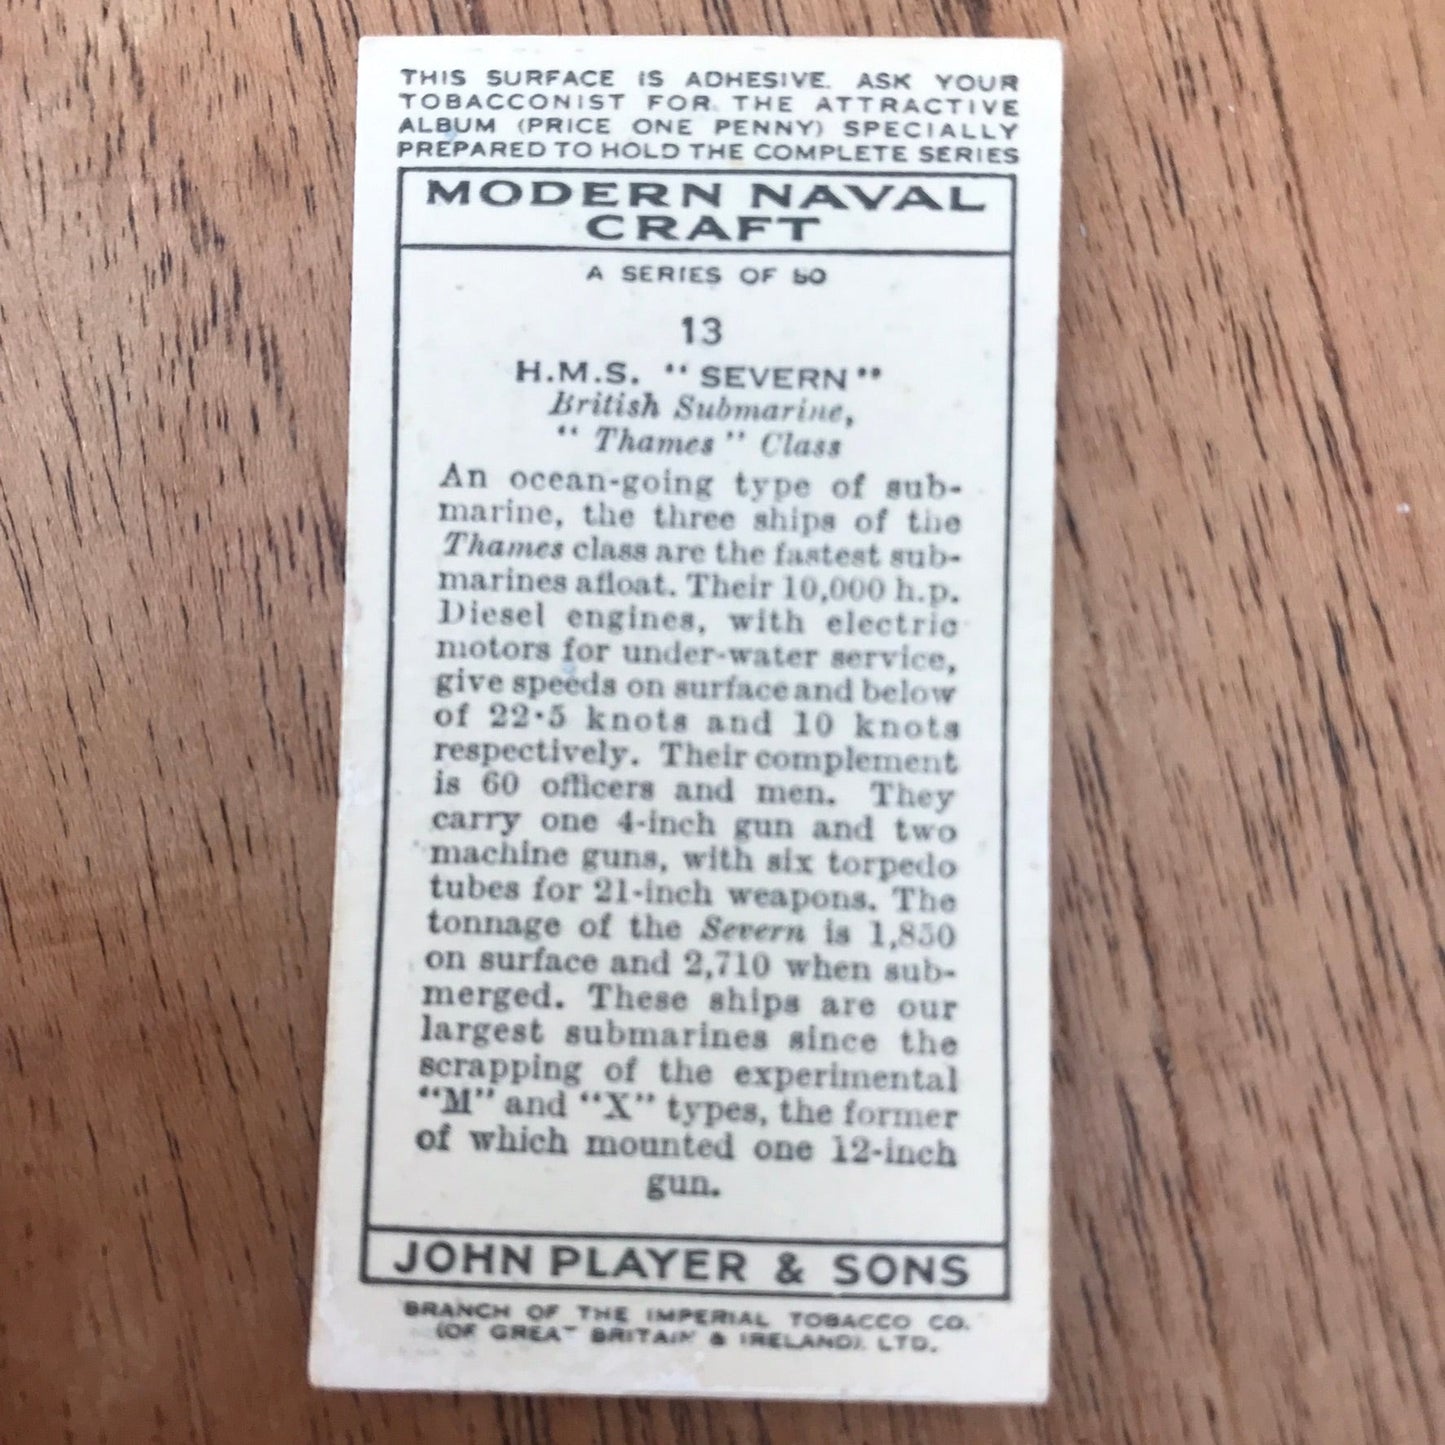 THIS SURFACE IS ADHESIVE. ASK YOUR
TOBACCONIST FOR THE ATTRACTIVE
ALBUM (PRICE ONE PENNY) SPECIALLY
PREPARED TO HOLD THE COMPLETE SERIES
MODERN NAVAL
CRAFT
A SERIES OF 50
13
H.M.S. "SEVERN"
British Submarine,
"Thames" Class
An ocean-going type of sub-
marine, the three ships of the
Thames class are the fastest sub-
marines afloat. Their 10,000 h.p.
Diesel engines, with electric
motors for under-water service,
give speeds on surface and below
of 22·5 knots and 10 knots
respectively. Their complement
is 60 officers and men. They
carry one 4-inch gun and two
machine guns, with six torpedo
tubes for 21-inch weapons. The
tonnage of the Severn is 1,850
on surface and 2,710 when sub-
merged. These ships are our
largest submarines since the
scrapping of the experimental
"M" and "X" types, the former
of which mounted one 12-inch
gun.
JOHN PLAYER & SONS
BRANCH OF THE IMPERIAL TOBACCO CO.
(OF GREAT BRITAIN & IRELAND), LTD.